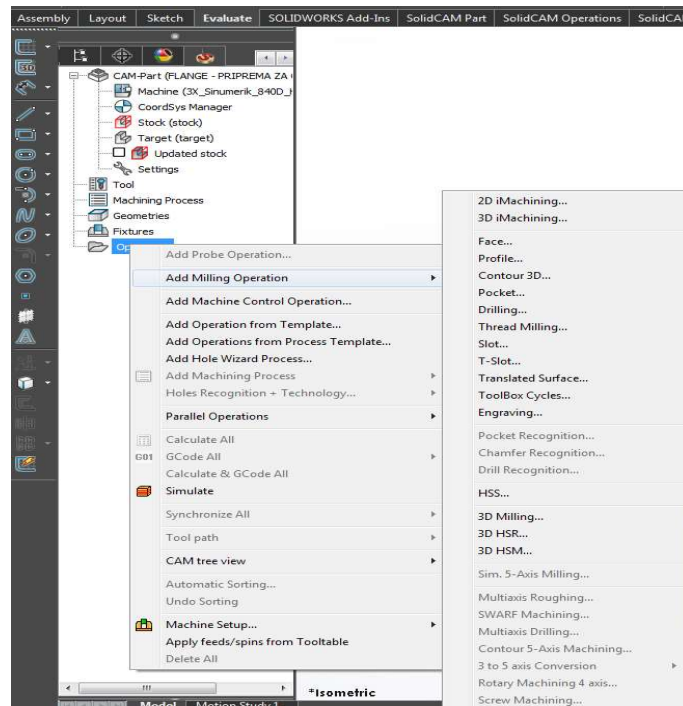 Assembly Layout Sketch Evaluate SOLIDWORKS Add-Ins SolidCAM Part SolidCAM Operations
CAM-Part (FLANGE - PRIPREMA ZA
Machine (3X_Sinumerik_840D_
CoordSys Manager
Stock (stock)
Target (target)
Updated stock
Settings
Tool
Machining Process
Geometries
Fixtures
Add Probe Operation...
Add Milling Operation
Add Machine Control Operation...
Add Operation from Template...
Add Operations from Process Template...
Add Hole Wizard Process...
Add Machining Process
Holes Recognition + Technology...
Parallel Operations
Calculate All
G01 GCode All
Calculate & GCode All
Simulate
Synchronize All
Tool path
CAM tree view
Automatic Sorting...
Undo Sorting
Machine Setup...
Apply feeds/spins from Tooltable
Delete All
2D iMachining...
3D iMachining...
Face...
Profile...
Contour 3D...
Pocket...
Drilling...
Thread Milling...
Slot...
T-Slot...
Translated Surface...
ToolBox Cycles...
Engraving...
Pocket Recognition...
Chamfer Recognition...
Drill Recognition...
HSS...
3D Milling...
3D HSR...
3D HSM...
Sim. 5-Axis Milling...
Multiaxis Roughing...
SWARF Machining...
Multiaxis Drilling...
Contour 5-Axis Machining...
3 to 5 axis Conversion
Rotary Machining 4 axis...
Screw Machining...
*Isometric
Model Motion Study 1